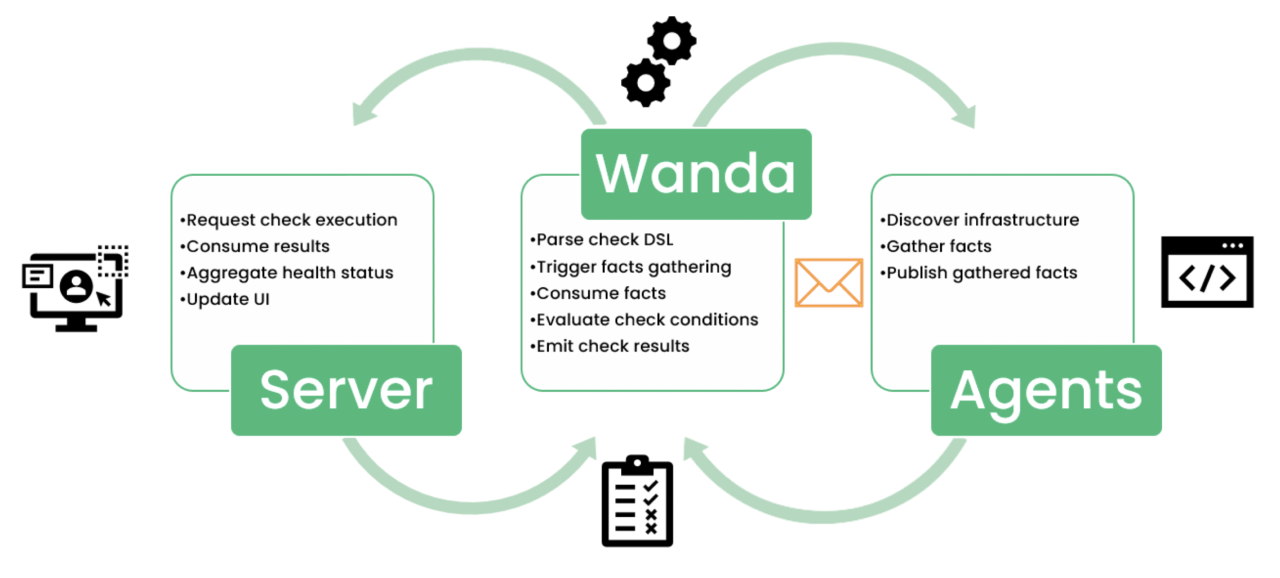 •Request check execution
•Consume results
•Aggregate health status
•Update UI
Server
Wanda
•Parse check DSL
•Trigger facts gathering
•Consume facts
•Evaluate check conditions
•Emit check results
•Discover infrastructure
•Gather facts
•Publish gathered facts
Agents